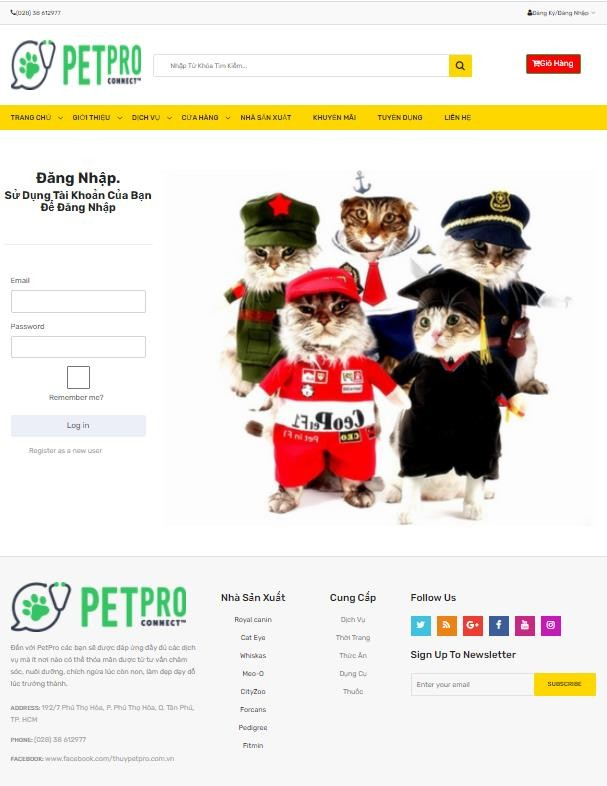 (028) 38 612977
Đăng Ký/Đăng Nhập
PETPRO
CONNECT™
Nhập Từ Khóa Tìm Kiếm...
Giỏ Hàng
TRANG CHỦ GIỚI THIỆU DỊCH VỤ CỬA HÀNG NHÀ SẢN XUẤT KHUYẾN MÃI TUYỂN DỤNG LIÊN HỆ
Đăng Nhập.
Sử Dụng Tài Khoản Của Bạn
Để Đăng Nhập
Email
Password
Remember me?
Log in
Register as a new user
CeoPetF1
Pet in F1
CEO
PETPRO
CONNECT™
Đến với PetPro các bạn sẽ được đáp ứng đầy đủ các dịch
vụ mà ít nơi nào có thể thỏa mãn được từ tư vấn chăm
sóc, nuôi dưỡng, chích ngừa lúc còn non, làm đẹp dạy dỗ
lúc trưởng thành.
ADDRESS: 192/7 Phú Thọ Hòa, P. Phú Thọ Hòa, Q. Tân Phú,
TP. HCM
PHONE: (028) 38 612977
FACEBOOK: www.facebook.com/thuypetpro.com.vn
Nhà Sản Xuất
Royal canin
Cat Eye
Whiskas
Meo-O
CityZoo
Forcans
Pedigree
Fitmin
Cung Cấp
Dịch Vụ
Thời Trang
Thức Ăn
Dụng Cụ
Thuốc
Follow Us
Sign Up To Newsletter
Enter your email
SUBSCRIBE